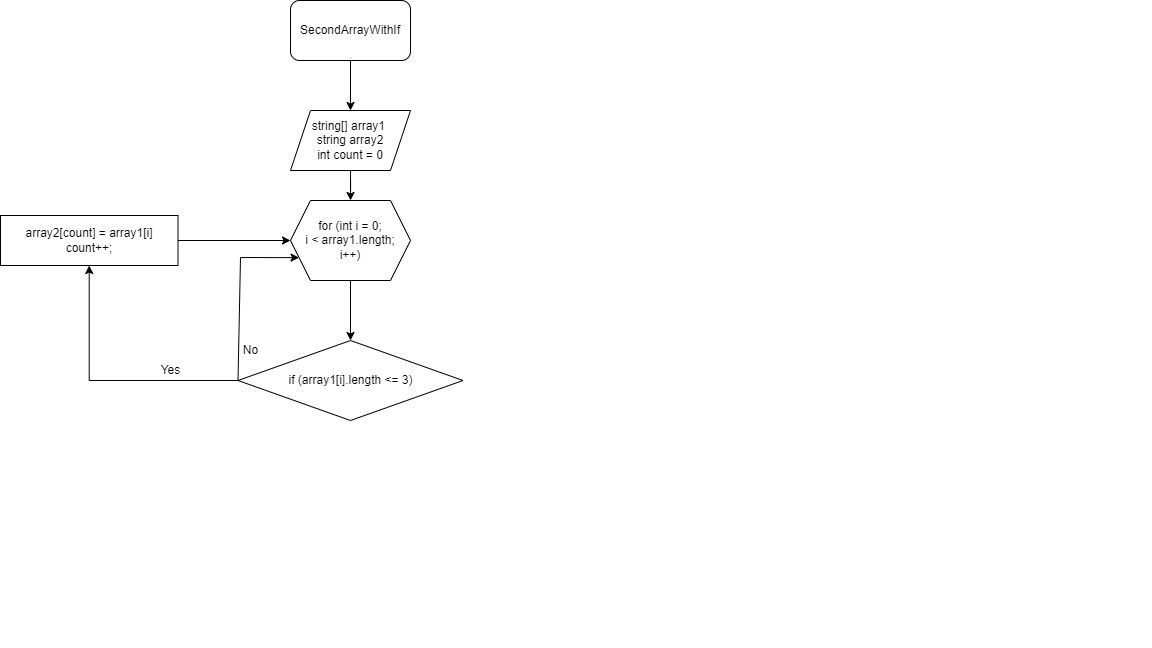 SecondArrayWithIf
string[] array1
string array2
int count = 0
for (int i = 0;
i < array1.length;
i++)
array2[count] = array1[i]
count++;
No
Yes
if (array1[i].length <= 3)